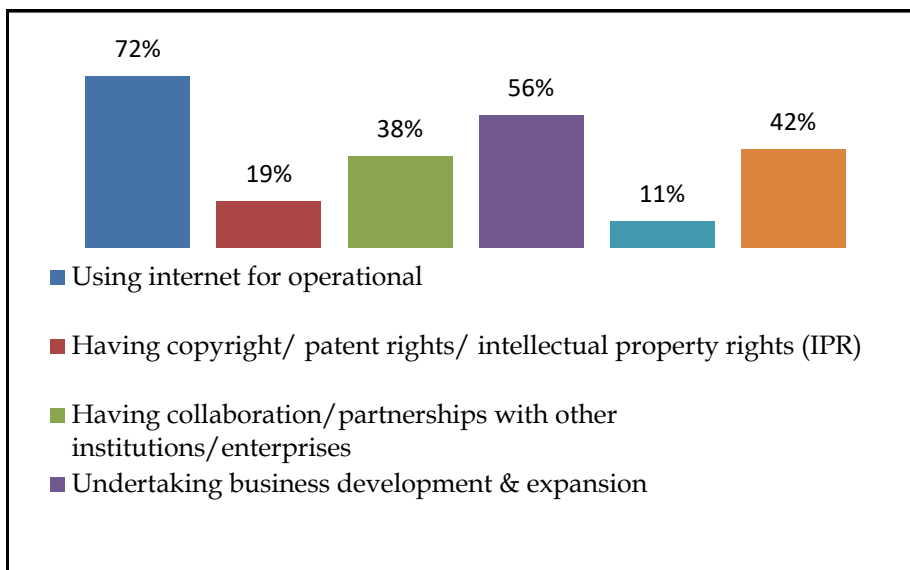 72%
56%
42%
38%
19%
11%
Using internet for operational
Having copyright/ patent rights/ intellectual property rights (IPR)
Having collaboration/partnerships with other
institutions/enterprises
Undertaking business development & expansion